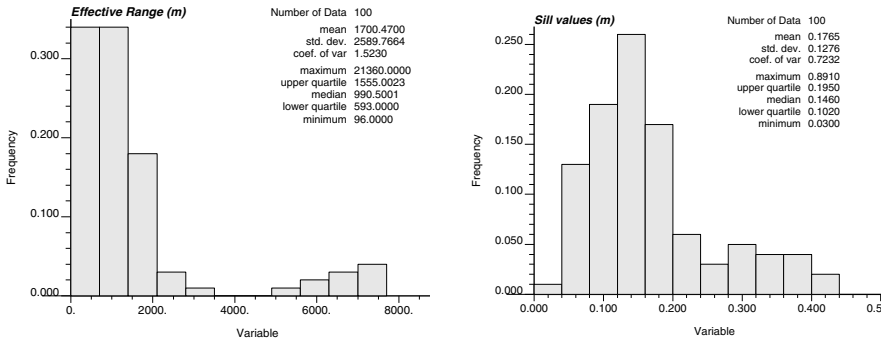 Effective Range (m)
Number of Data 100
mean 1700.4700
std. dev. 2589.7664
coef. of var 1.5230
maximum 21360.0000
upper quartile 1555.0023
median 990.5001
lower quartile 593.0000
minimum 96.0000
Frequency
0.300
0.200
0.100
0.000
0. 2000. 4000. 6000. 8000.
Variable
Sill values (m)
Number of Data 100
mean 0.1765
std. dev. 0.1276
coef. of var 0.7232
maximum 0.8910
upper quartile 0.1950
median 0.1460
lower quartile 0.1020
minimum 0.0300
Frequency
0.250
0.200
0.150
0.100
0.050
0.000
0.000 0.100 0.200 0.300 0.400
Variable